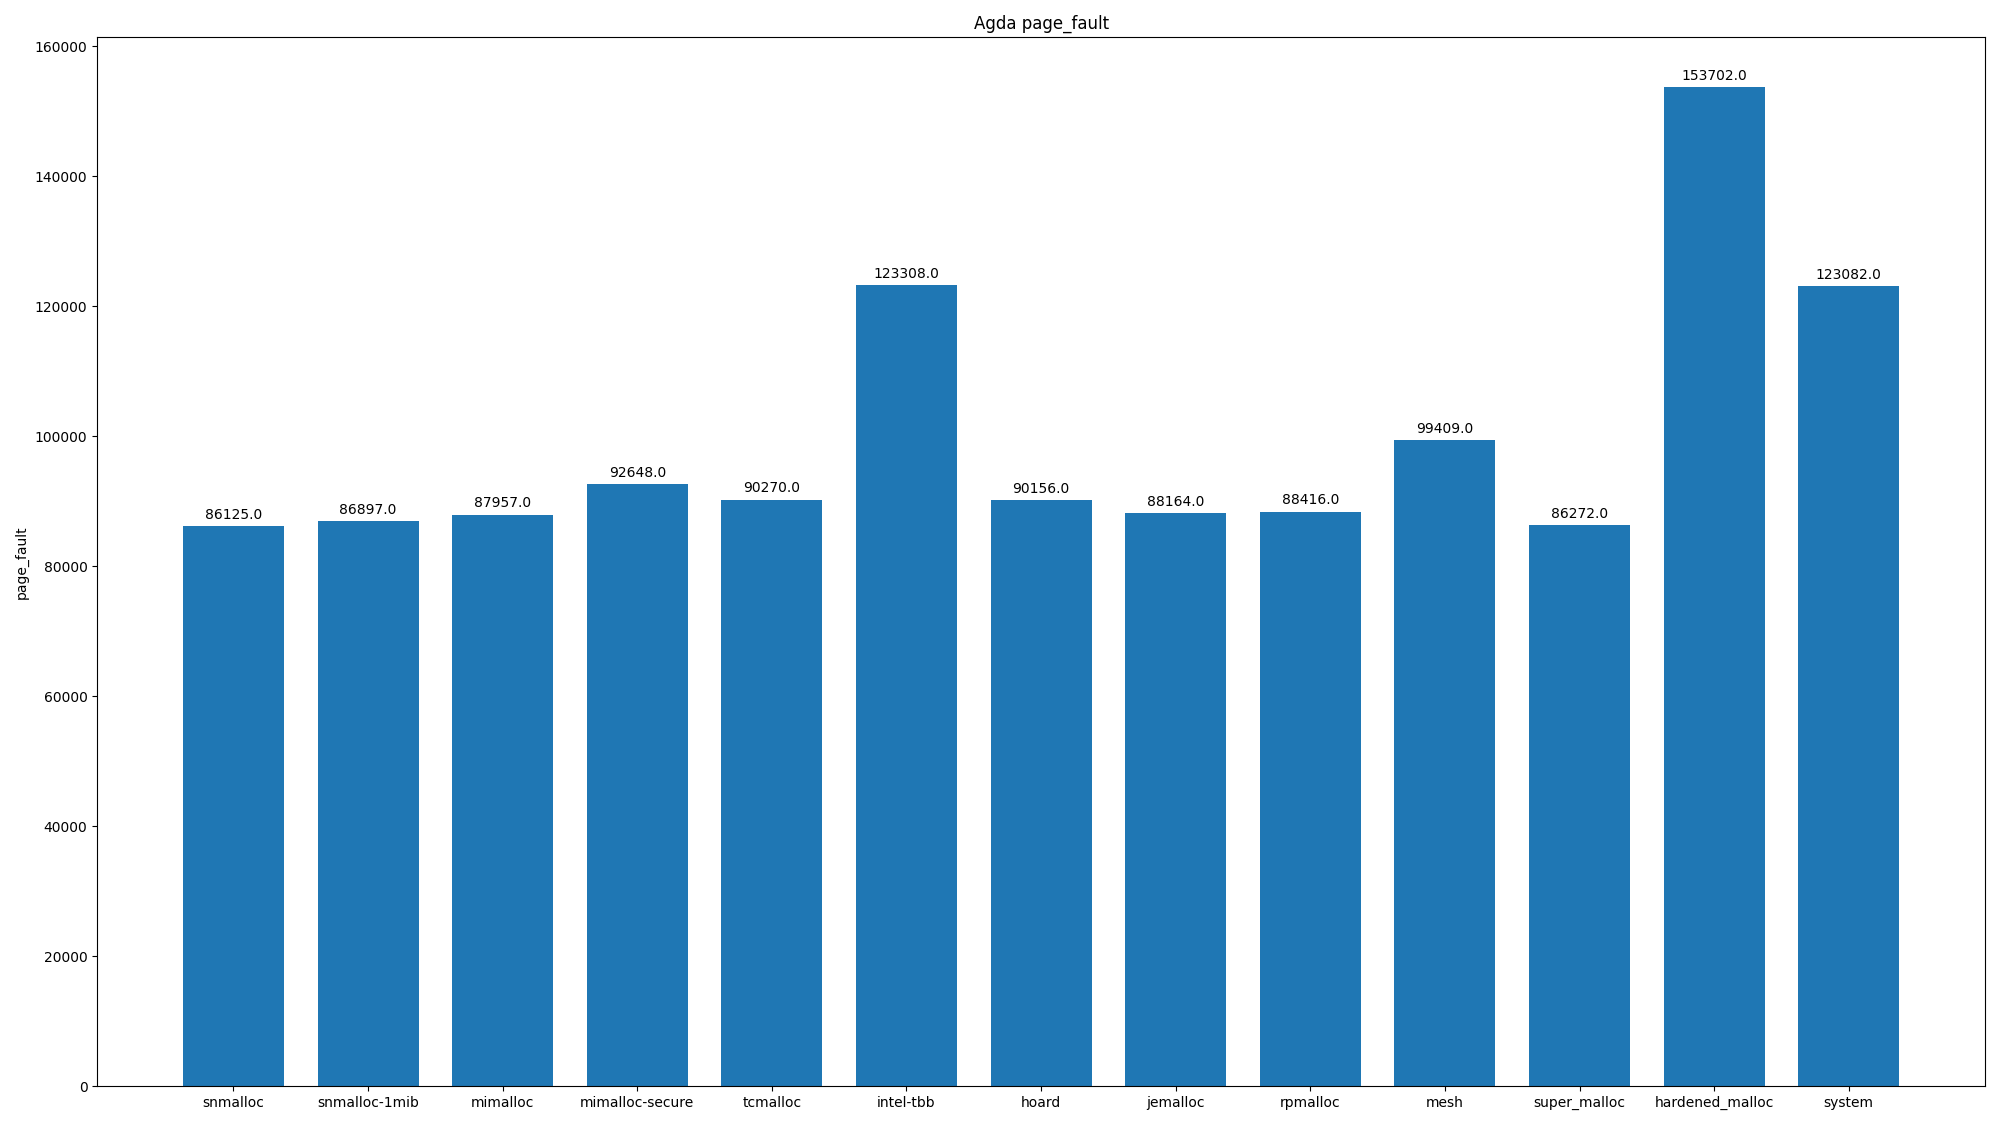 Agda page_fault
160000
140000
120000
100000
80000
60000
40000
20000
0
page_fault
86125.0
86897.0
87957.0
92648.0
90270.0
123308.0
90156.0
88164.0
88416.0
99409.0
86272.0
153702.0
123082.0
snmalloc
snmalloc-1mib
mimalloc
mimalloc-secure
tcmalloc
intel-tbb
hoard
jemalloc
rpmalloc
mesh
super_malloc
hardened_malloc
system